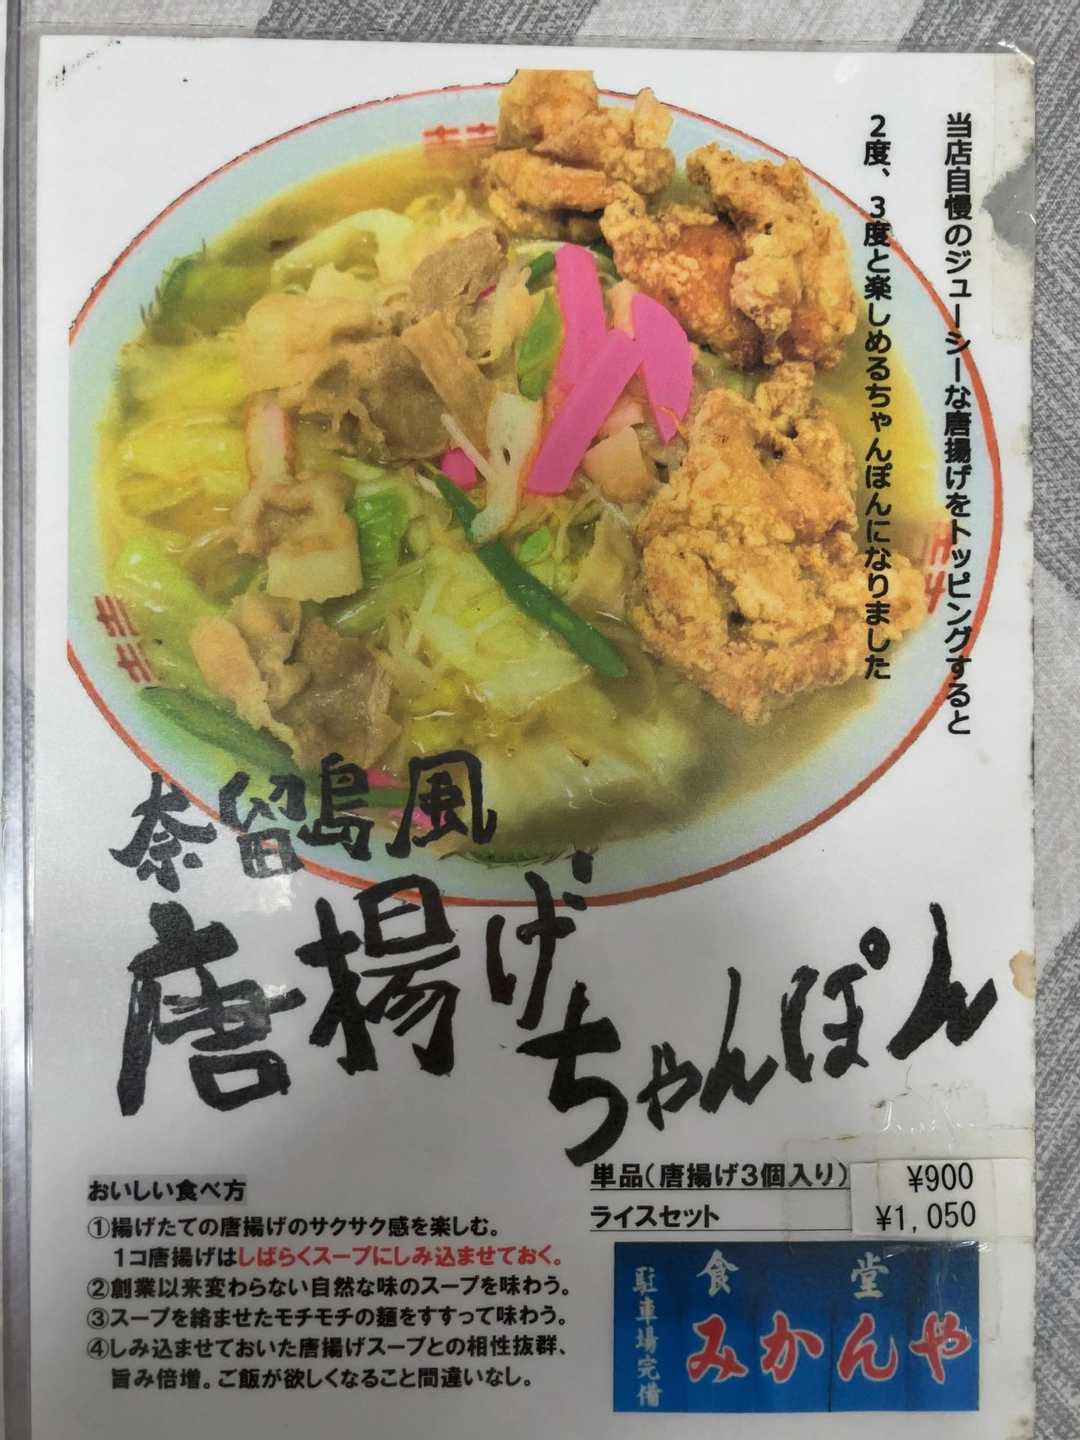 当店自慢のジューシーな唐揚げをトッピングすると
2度、3度と楽しめるちゃんぽんになりました
奈留島風
唐揚げちゃんぽん
単品(唐揚げ3個入り) ¥900
ライスセット ¥1,050
おいしい食べ方
①揚げたての唐揚げのサクサク感を楽しむ。
1コ唐揚げはしばらくスープにしみ込ませておく。
②創業以来変わらない自然な味のスープを味わう。
③スープを絡ませたモチモチの麺をすすって味わう。
④しみ込ませておいた唐揚げスープとの相性抜群、
旨み倍増。ご飯が欲しくなること間違いなし。
食堂
みかんや
駐車場完備